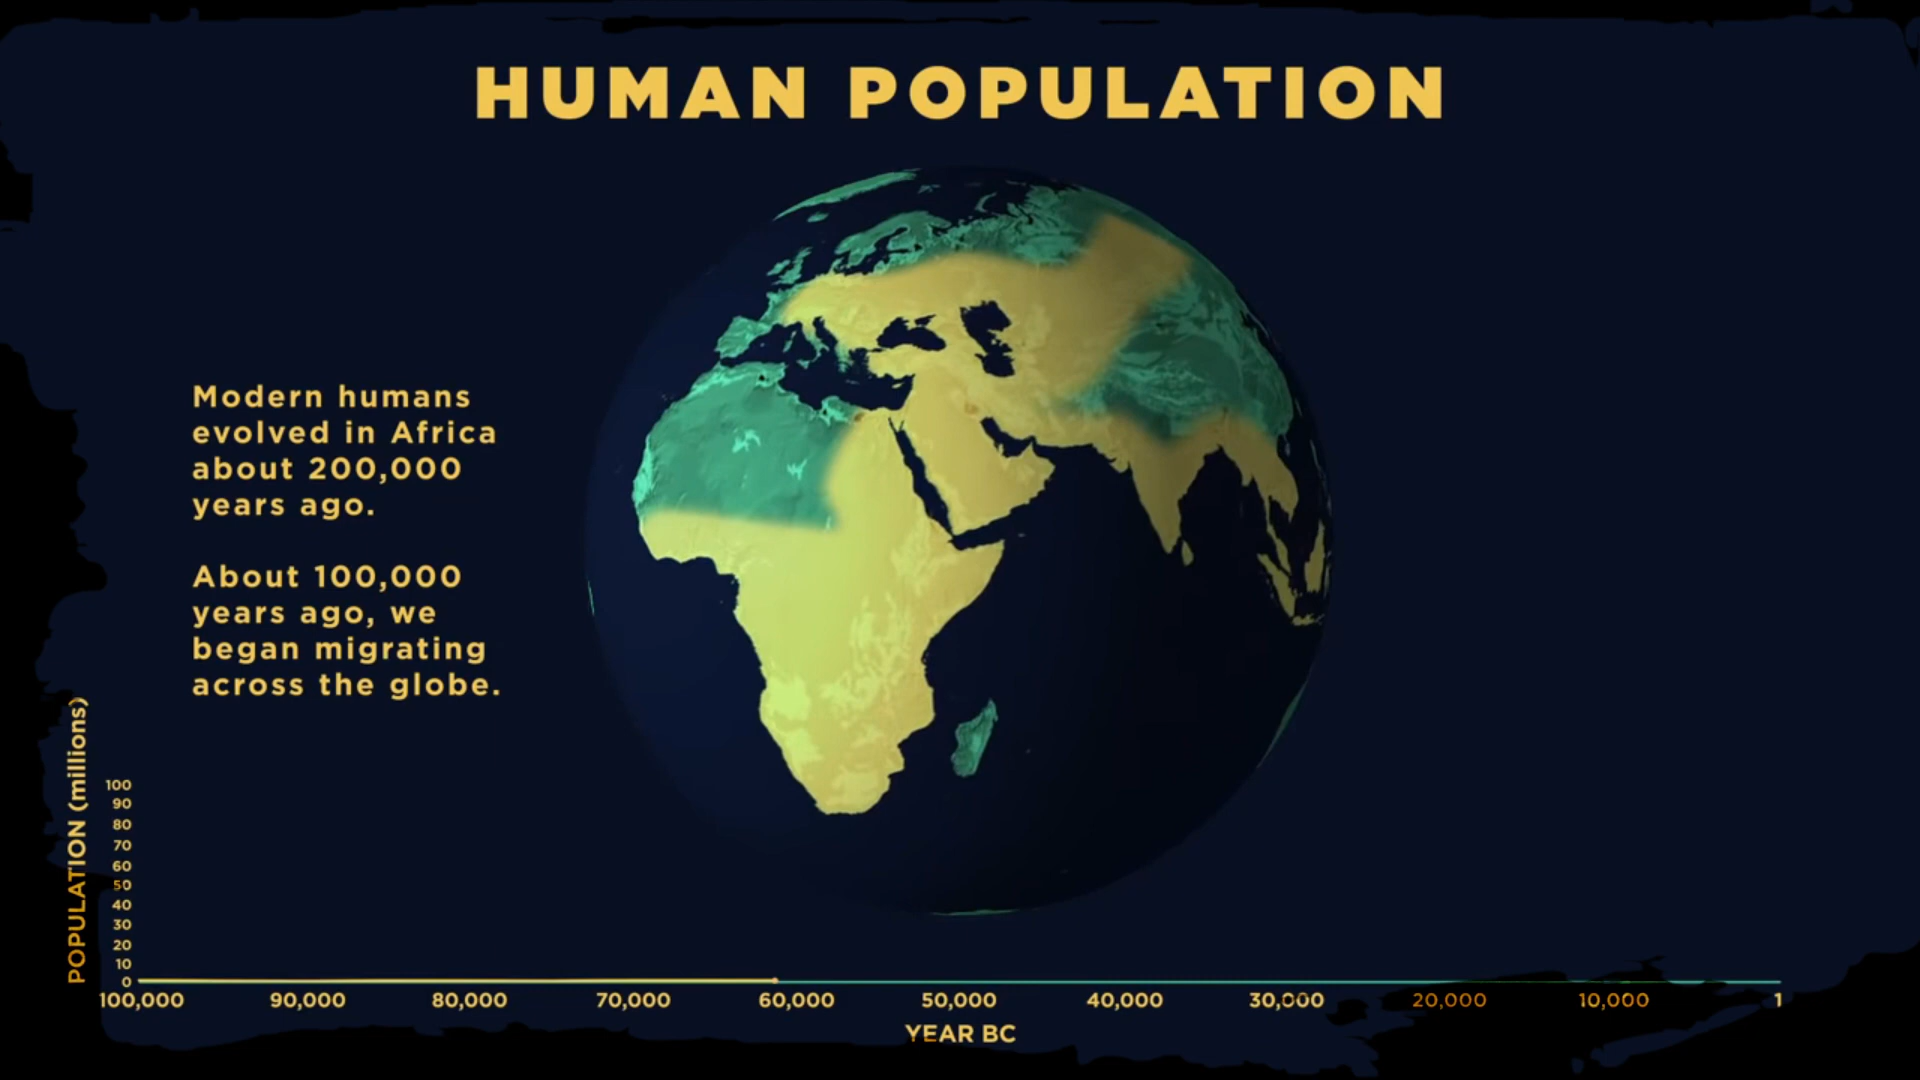 HUMAN POPULATION
Modern humans
evolved in Africa
about 200,000
years ago.
About 100,000
years ago, we
began migrating
across the globe.
POPULATION (millions)
100
90
80
70
60
50
40
30
20
10
0
100,000 90,000 80,000 70,000 60,000 50,000 40,000 30,000 20,000 10,000 1
YEAR BC